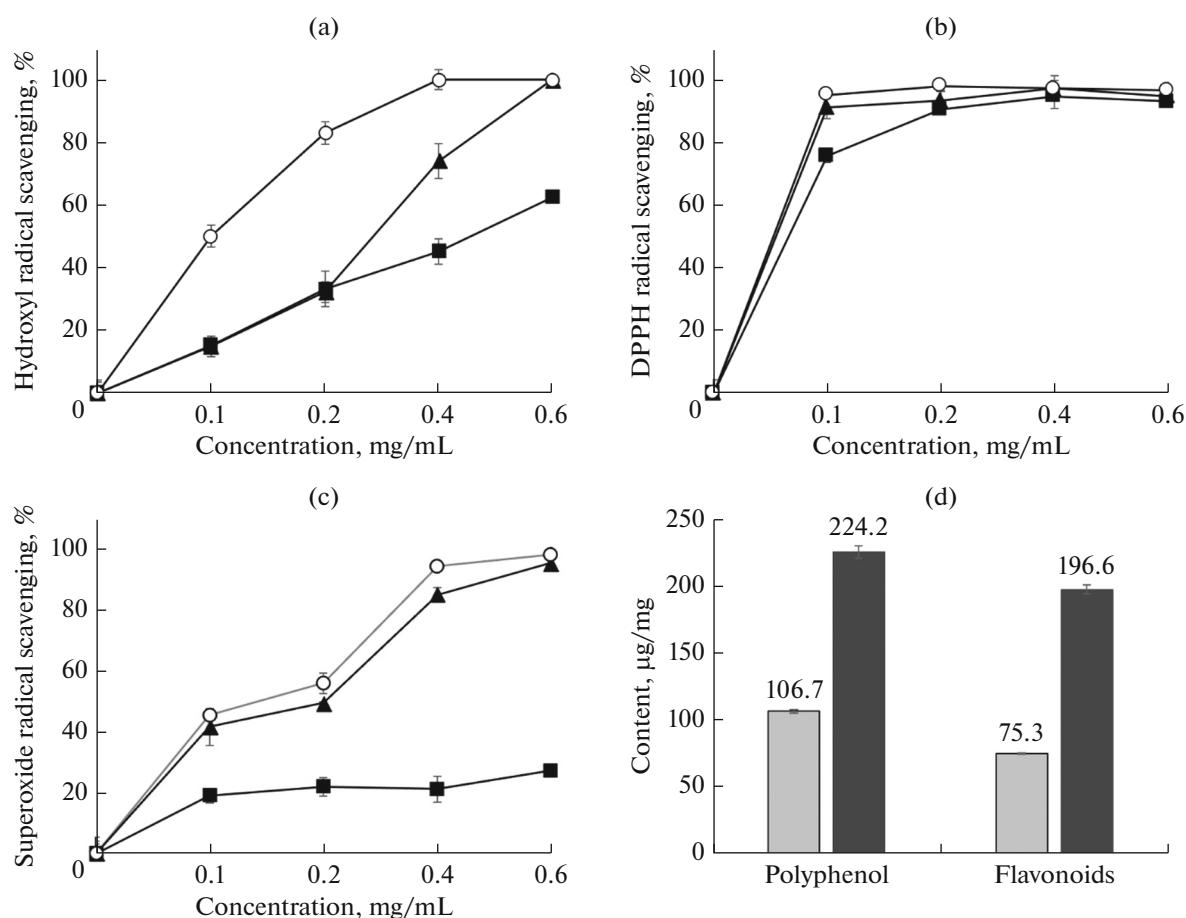 (a)
Hydroxyl radical scavenging, %
100
80
60
40
20
0
0.1 0.2 0.4 0.6
Concentration, mg/mL
(b)
DPPH radical scavenging, %
100
80
60
40
20
0
0.1 0.2 0.4 0.6
Concentration, mg/mL
(c)
Superoxide radical scavenging, %
100
80
60
40
20
0
0.1 0.2 0.4 0.6
Concentration, mg/mL
(d)
Content, μg/mg
250
200
150
100
50
0
106.7
224.2
75.3
196.6
Polyphenol Flavonoids